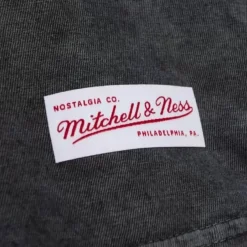 NOSTALGIA CO.
Mitchell & Ness
PHILADELPHIA, PA.